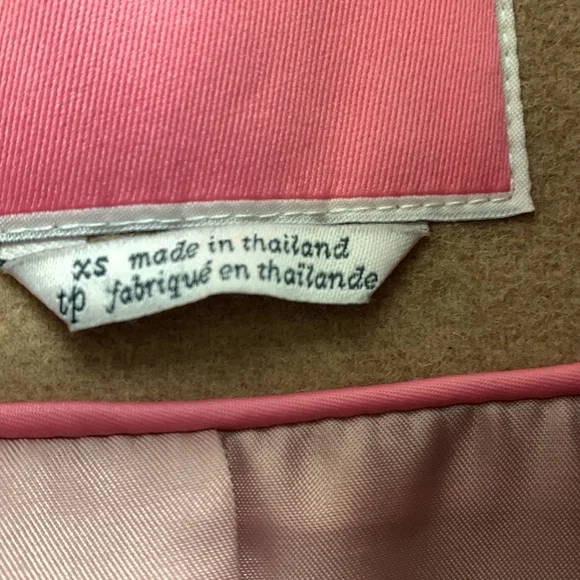 xs made in thailand
tp fabriqué en thaïlande